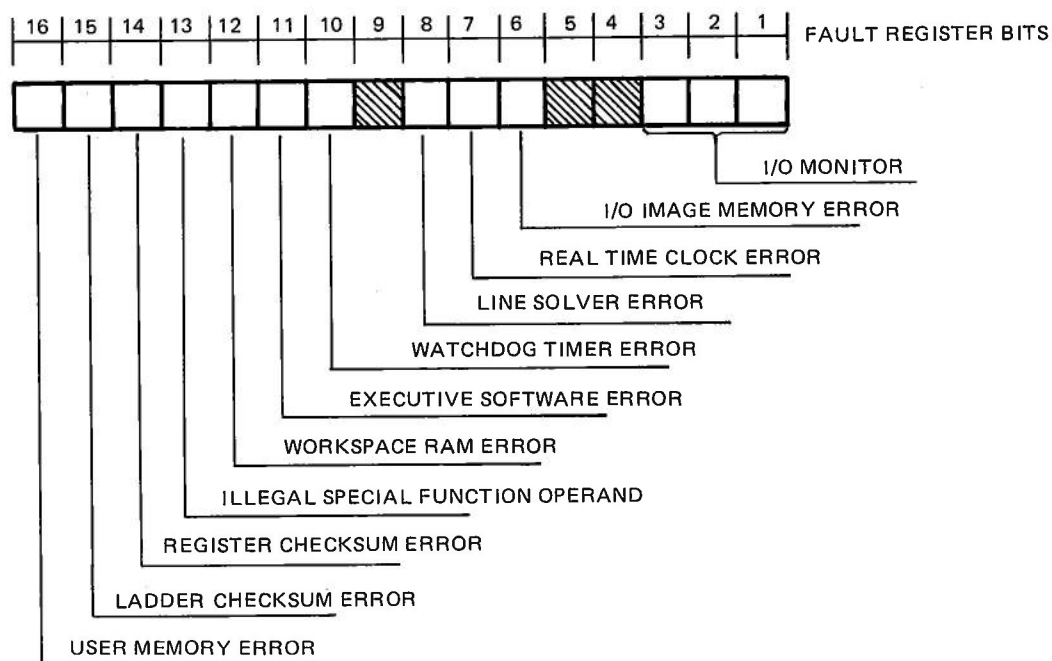 16 15 14 13 12 11 10 9 8 7 6 5 4 3 2 1 FAULT REGISTER BITS
I/O MONITOR
I/O IMAGE MEMORY ERROR
REAL TIME CLOCK ERROR
LINE SOLVER ERROR
WATCHDOG TIMER ERROR
EXECUTIVE SOFTWARE ERROR
WORKSPACE RAM ERROR
ILLEGAL SPECIAL FUNCTION OPERAND
REGISTER CHECKSUM ERROR
LADDER CHECKSUM ERROR
USER MEMORY ERROR